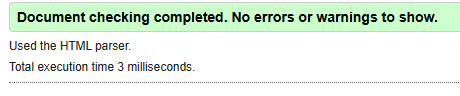 Document checking completed. No errors or warnings to show.
Used the HTML parser.
Total execution time 3 milliseconds.